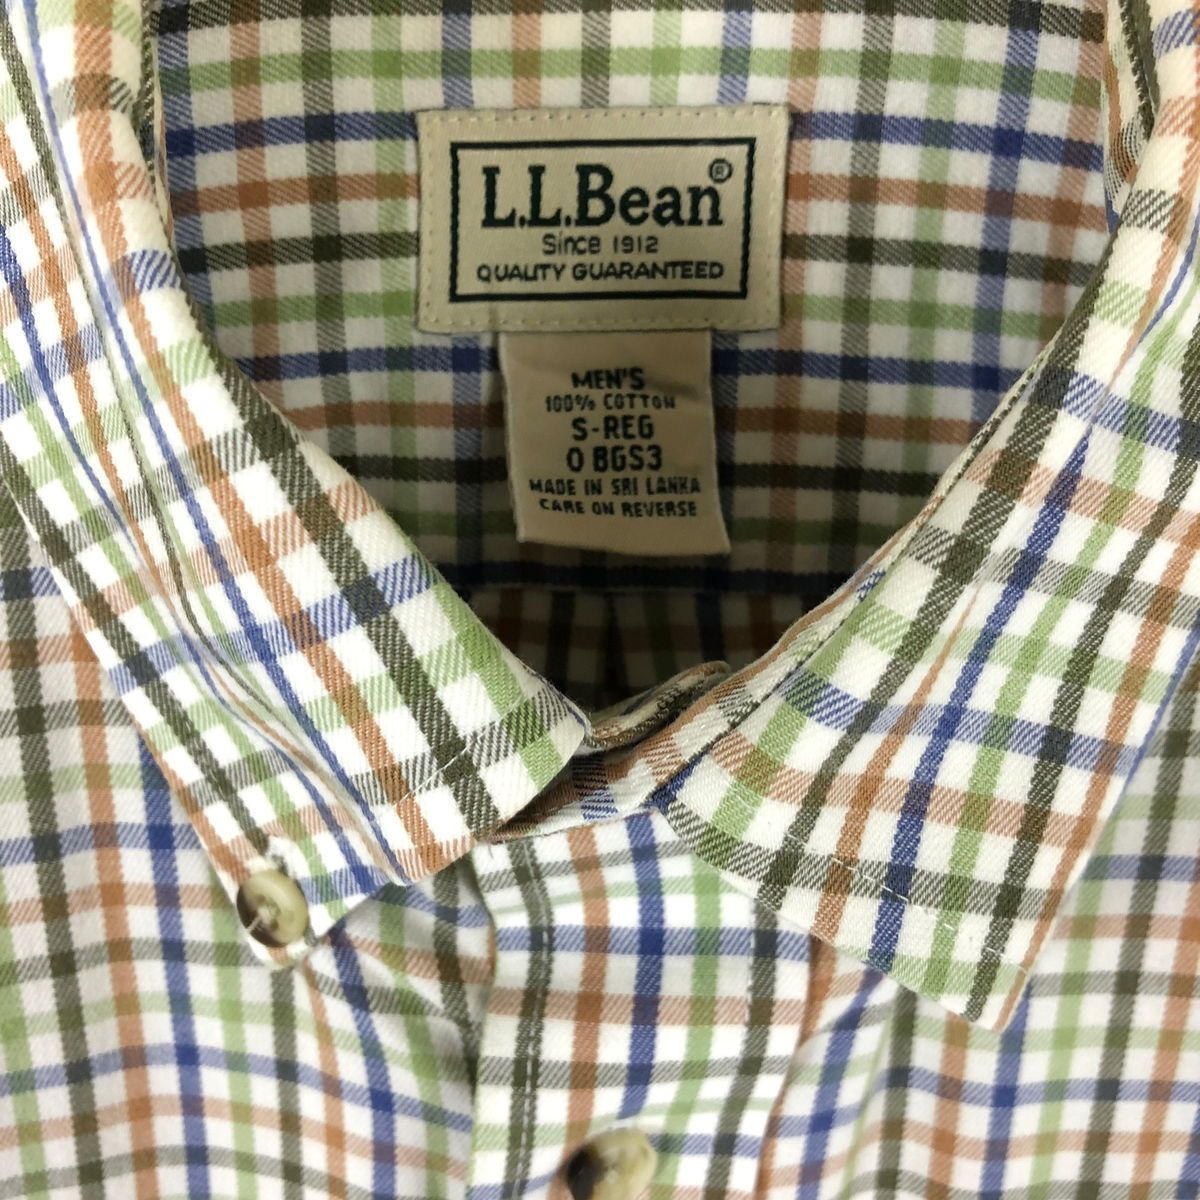 L.L.Bean®
Since 1912
QUALITY GUARANTEED
MEN'S
100% COTTON
S-REG
0 BGS3
MADE IN SRI LANKA
CARE ON REVERSE